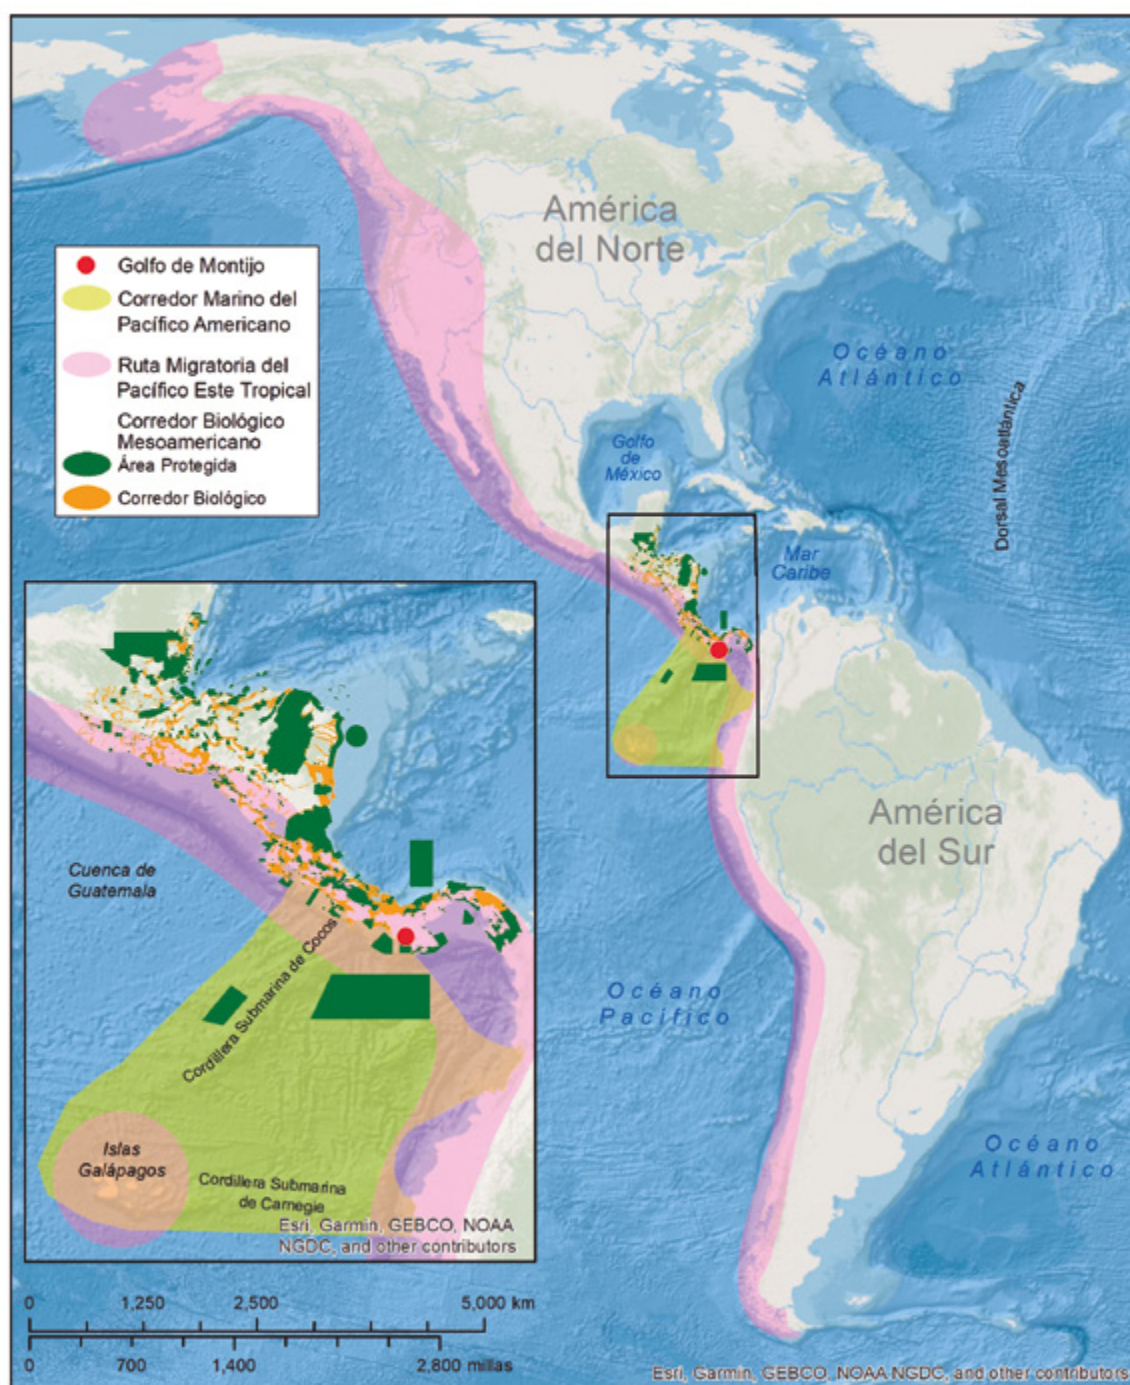 América
del Norte
Golfo de Montijo
Corredor Marino del
Pacífico Americano
Ruta Migratoria del
Pacífico Este Tropical
Corredor Biológico
Mesoamericano
Área Protegida
Corredor Biológico
Océano
Atlántico
Dorsal Mesoatlántica
Golfo
de
México
Mar
Caribe
América
del Sur
Océano
Pacífico
Océano
Atlántico
Cuenca de
Guatemala
Cordillera Submarina de Cocos
Islas
Galápagos
Cordillera Submarina
de Carnegie
Esri, Garmin, GEBCO, NOAA
NGDC, and other contributors
0 1,250 2,500 5,000 km
0 700 1,400 2,800 millas
Esri, Garmin, GEBCO, NOAA NGDC, and other contributors